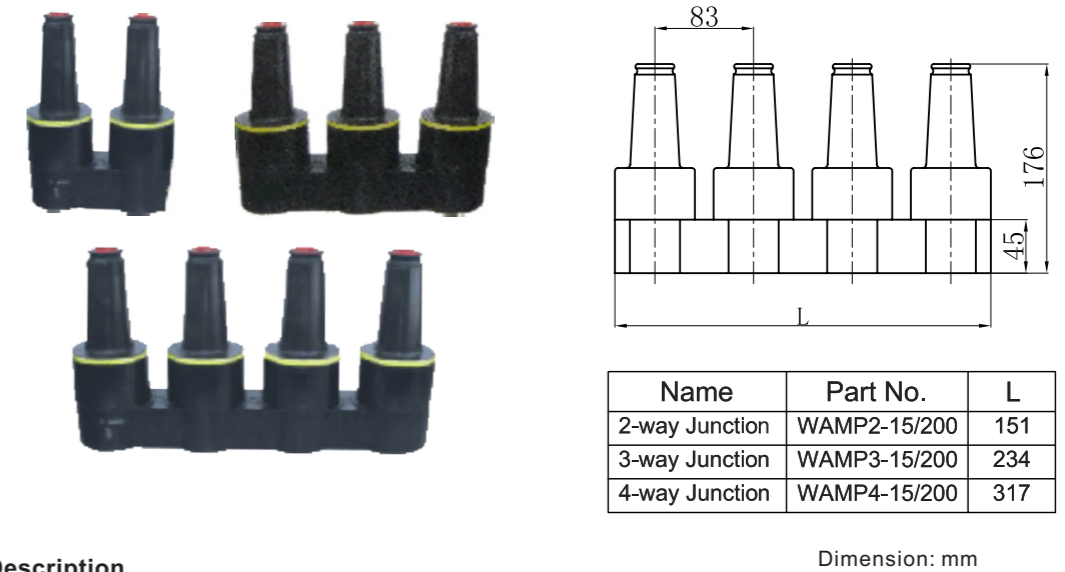 83
176
45
L
Name Part No. L
2-way Junction WAMP2-15/200 151
3-way Junction WAMP3-15/200 234
4-way Junction WAMP4-15/200 317
Dimension: mm
escription